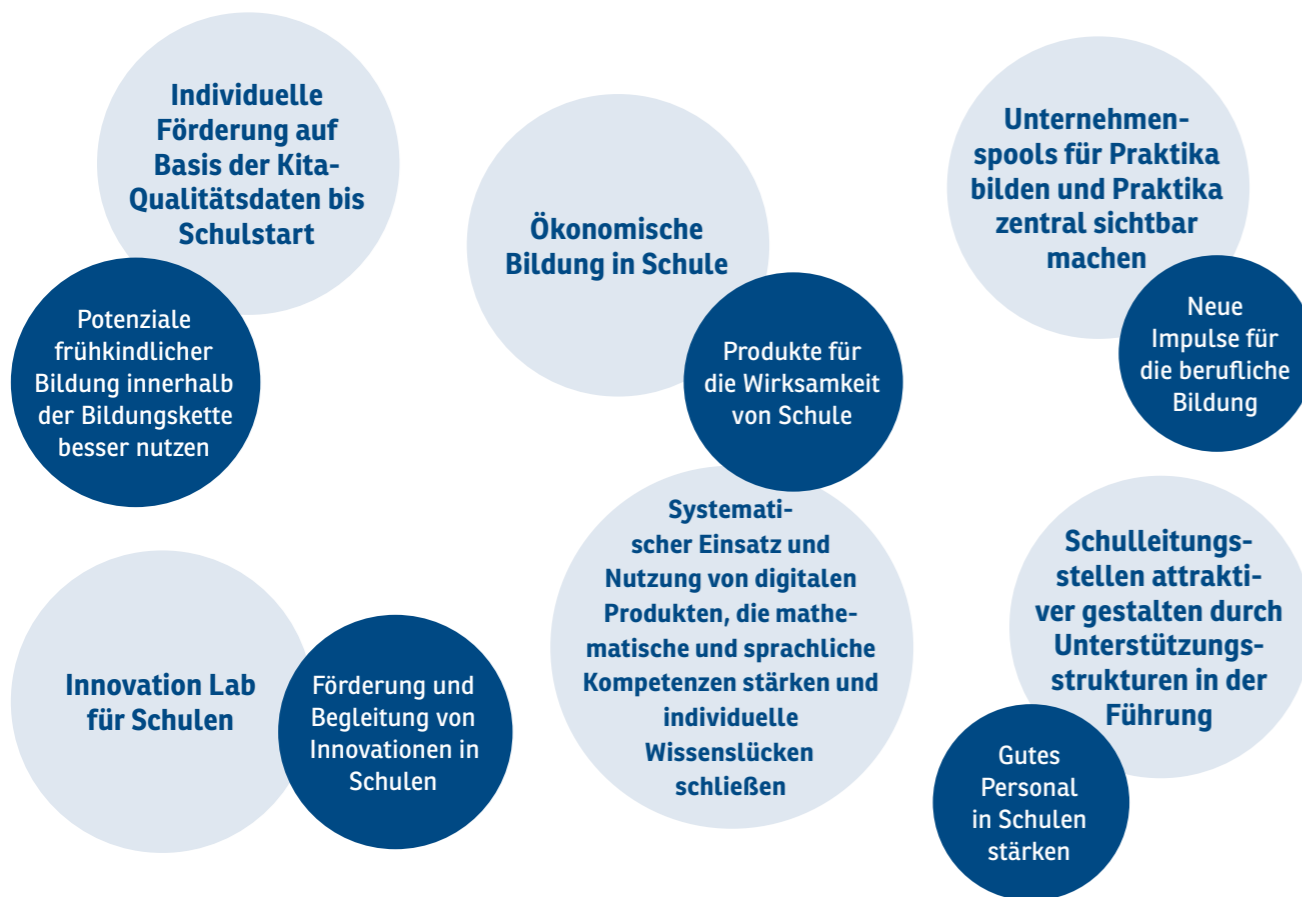 Individuelle
Förderung auf
Basis der Kita-
Qualitätsdaten bis
Schulstart
Potenziale
frühkindlicher
Bildung innerhalb
der Bildungskette
besser nutzen
Ökonomische
Bildung in Schule
Produkte für
die Wirksamkeit
von Schule
Unternehmen-
spools für Praktika
bilden und Praktika
zentral sichtbar
machen
Neue
Impulse für
die berufliche
Bildung
Innovation Lab
für Schulen
Förderung und
Begleitung von
Innovationen in
Schulen
Systemati-
scher Einsatz und
Nutzung von digitalen
Produkten, die mathe-
matische und sprachliche
Kompetenzen stärken und
individuelle
Wissenslücken
schließen
Schulleitungs-
stellen attrakti-
ver gestalten durch
Unterstützungs-
strukturen in der
Führung
Gutes
Personal
in Schulen
stärken